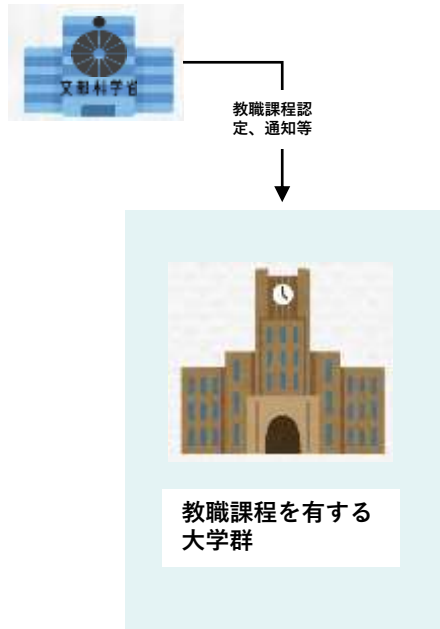 文部科学省
教職課程認
定、通知等
教職課程を有する
大学群